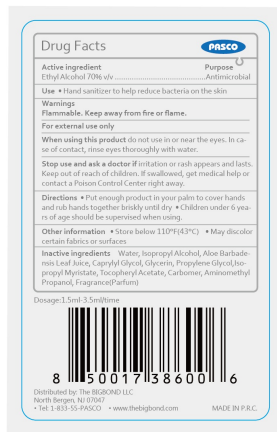 Drug Facts
PASCO
Active ingredient Purpose
Ethyl Alcohol 70% v/v ......................................Antimicrobial
Use • Hand sanitizer to help reduce bacteria on the skin
Warnings
Flammable. Keep away from fire or flame.
For external use only
When using this product do not use in or near the eyes. In ca-
se of contact, rinse eyes thoroughly with water.
Stop use and ask a doctor if irritation or rash appears and lasts.
Keep out of reach of children. If swallowed, get medical help or
contact a Poison Control Center right away.
Directions • Put enough product in your palm to cover hands
and rub hands together briskly until dry • Children under 6 yea-
rs of age should be supervised when using.
Other information • Store below 110°F(43°C) • May discolor
certain fabrics or surfaces
Inactive ingredients Water, Isopropyl Alcohol, Aloe Barbade-
nsis Leaf Juice, Caprylyl Glycol, Glycerin, Propylene Glycol,Iso-
propyl Myristate, Tocopheryl Acetate, Carbomer, Aminomethyl
Propanol, Fragrance(Parfum)
Dosage:1.5ml-3.5ml/time
8 50017 38600 6
Distributed by: The BIGBOND LLC
North Bergen, NJ 07047
• Tel: 1-833-55-PASCO • www.thebigbond.com MADE IN P.R.C.